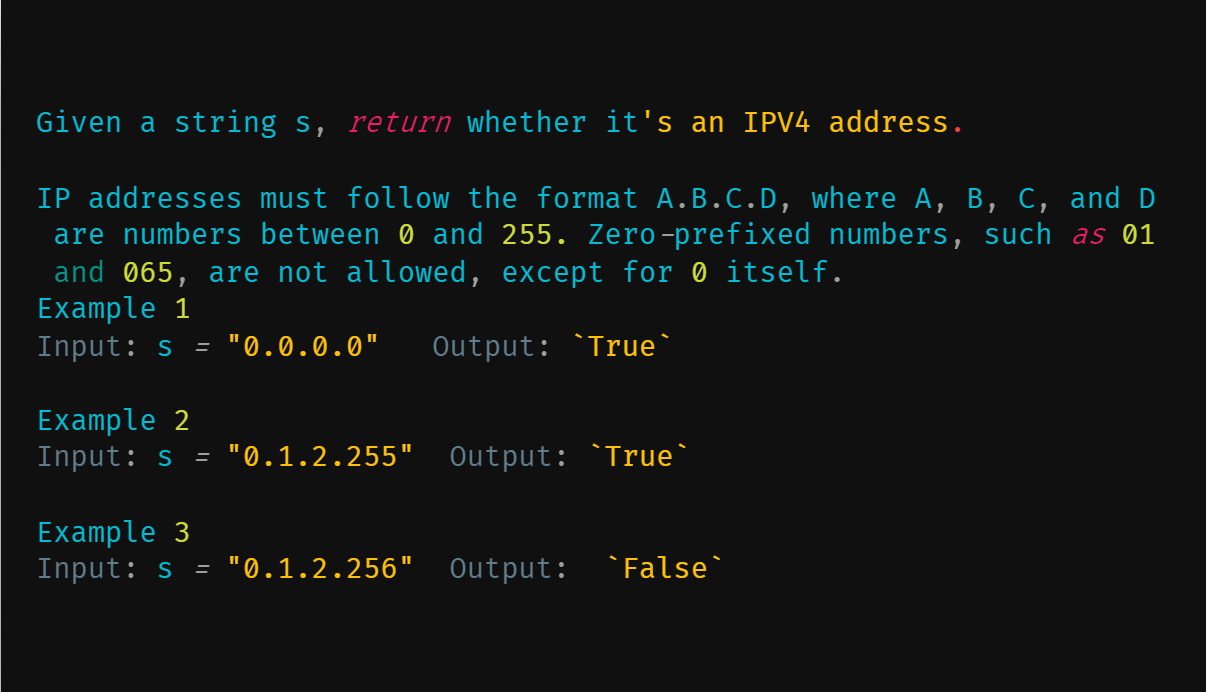 Given a string s, return whether it's an IPV4 address.
IP addresses must follow the format A.B.C.D, where A, B, C, and D
are numbers between 0 and 255. Zero-prefixed numbers, such as 01
and 065, are not allowed, except for 0 itself.
Example 1
Input: s = "0.0.0.0" Output: `True`
Example 2
Input: s = "0.1.2.255" Output: `True`
Example 3
Input: s = "0.1.2.256" Output: `False`